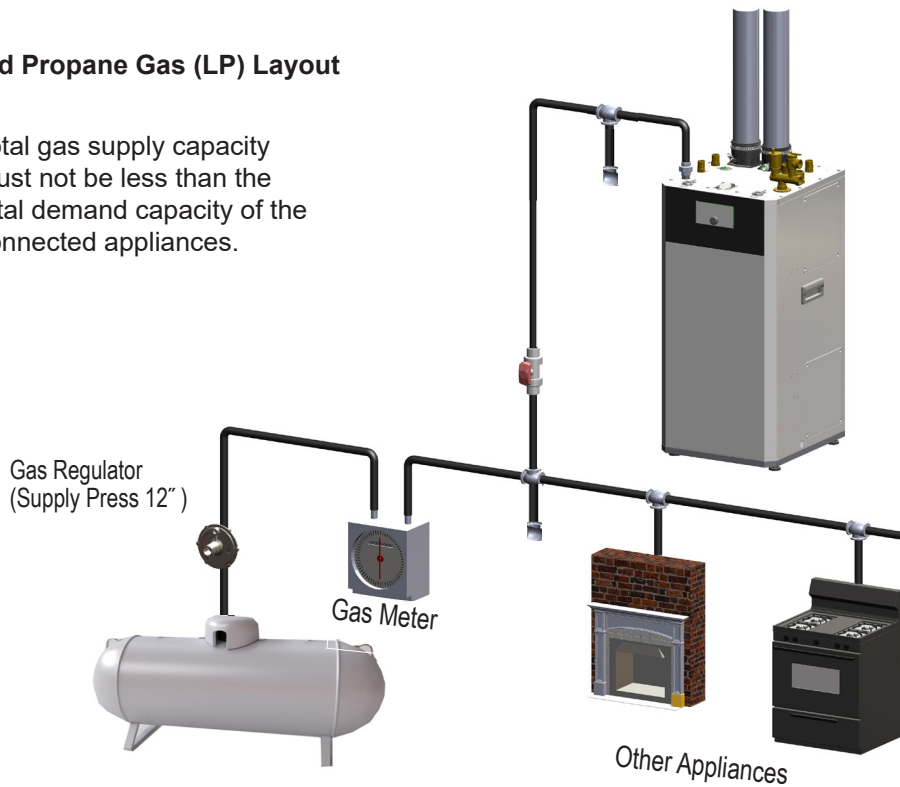 d Propane Gas (LP) Layout
otal gas supply capacity
ust not be less than the
tal demand capacity of the
onnected appliances.
Gas Regulator
(Supply Press 12˝ )
Gas Meter
Other Appliances